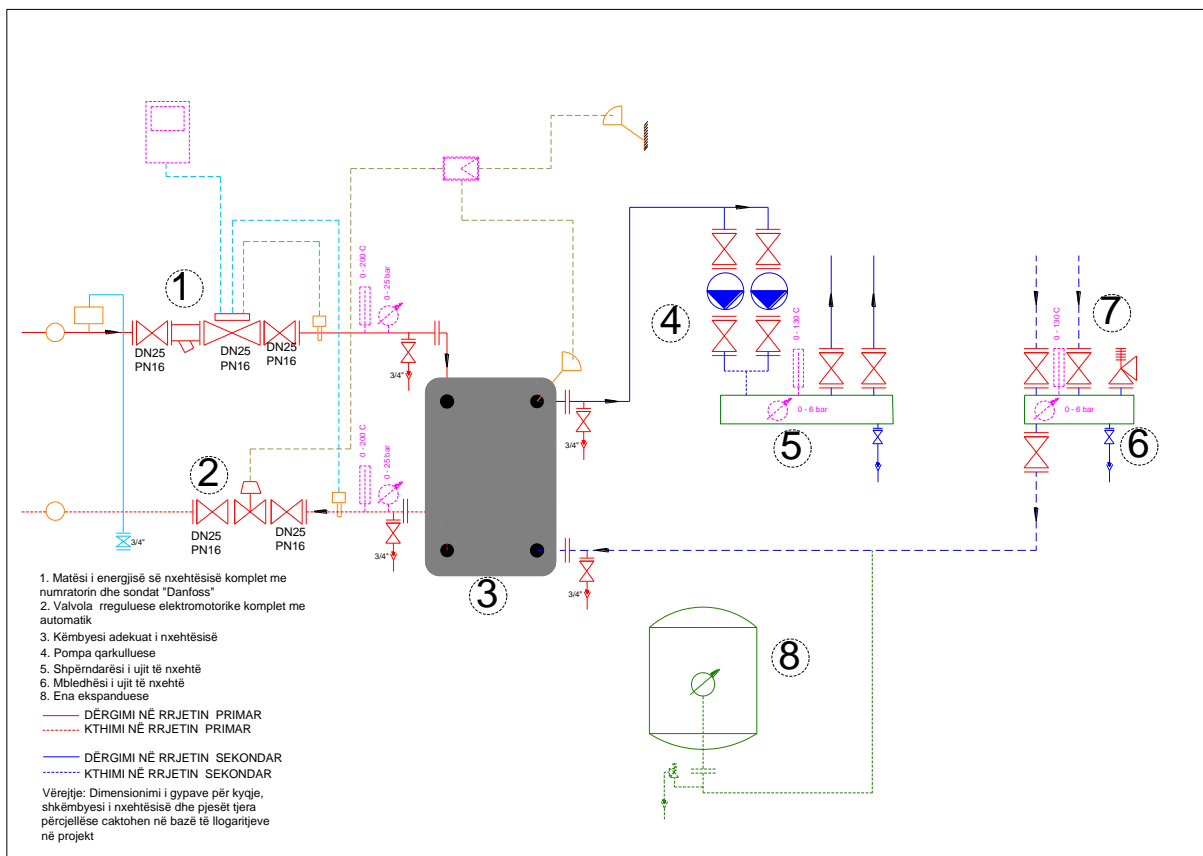 1
DN25
PN16
DN25
PN16
DN25
PN16
0 - 200 C
0 - 25 bar
3/4"
2
DN25
PN16
DN25
PN16
0 - 200 C
0 - 25 bar
3/4"
3/4"
3
3/4"
3/4"
4
0 - 130 C
0 - 6 bar
5
0 - 130 C
7
0 - 6 bar
6
8
1. Matësi i energjisë së nxehtësisë komplet me
numratorin dhe sondat "Danfoss"
2. Valvola rreguluese elektromotorike komplet me
automatik
3. Këmbyesi adekuat i nxehtësisë
4. Pompa qarkulluese
5. Shpërndarësi i ujit të nxehtë
6. Mbledhësi i ujit të nxehtë
8. Ena ekspanduese
DËRGIMI NË RRJETIN PRIMAR
KTHIMI NË RRJETIN PRIMAR
DËRGIMI NË RRJETIN SEKONDAR
KTHIMI NË RRJETIN SEKONDAR
Vërejtje: Dimensionimi i gypave për kyqje,
shkëmbyesi i nxehtësisë dhe pjesët tjera
përcjellëse caktohen në bazë të llogaritjeve
në projekt